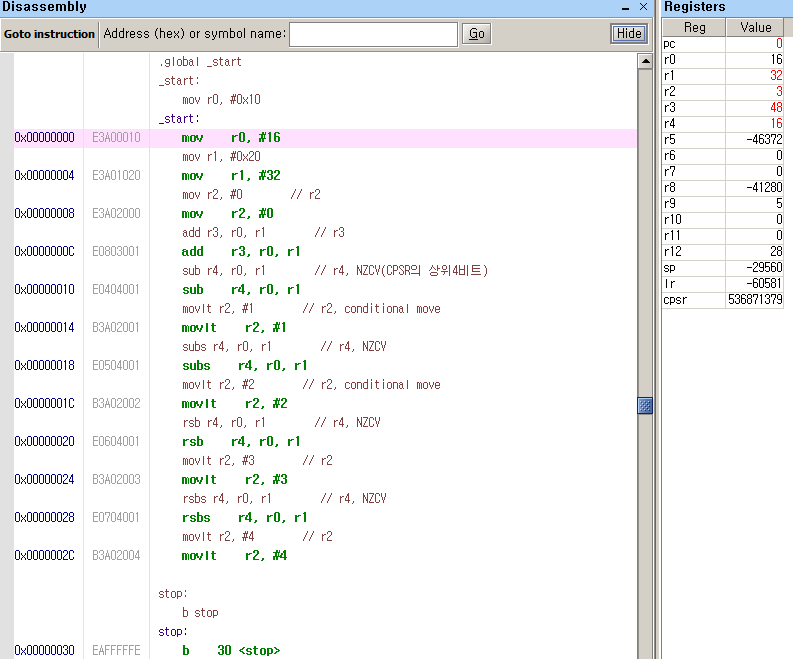 Disassembly
Goto instruction Address (hex) or symbol name: Go Hide
.global _start
_start:
mov r0, #0x10
_start:
0x00000000 E3A00010 mov r0, #16
mov r1, #0x20
0x00000004 E3A01020 mov r1, #32
mov r2, #0 // r2
0x00000008 E3A02000 mov r2, #0
add r3, r0, r1 // r3
0x0000000C E0803001 add r3, r0, r1
sub r4, r0, r1 // r4, NZCV(CPSR의 상위4비트)
0x00000010 E0404001 sub r4, r0, r1
movlt r2, #1 // r2, conditional move
0x00000014 B3A02001 movlt r2, #1
subs r4, r0, r1 // r4, NZCV
0x00000018 E0504001 subs r4, r0, r1
movlt r2, #2 // r2, conditional move
0x0000001C B3A02002 movlt r2, #2
rsb r4, r0, r1 // r4, NZCV
0x00000020 E0604001 rsb r4, r0, r1
movlt r2, #3 // r2
0x00000024 B3A02003 movlt r2, #3
rsbs r4, r0, r1 // r4, NZCV
0x00000028 E0704001 rsbs r4, r0, r1
movlt r2, #4 // r2
0x0000002C B3A02004 movlt r2, #4
stop:
b stop
stop:
0x00000030 EAFFFFFE b 30 <stop>
Registers
Reg Value
pc 0
r0 16
r1 32
r2 3
r3 48
r4 16
r5 -46372
r6 0
r7 0
r8 -41280
r9 5
r10 0
r11 0
r12 28
sp -29560
lr -60581
cpsr 536871379